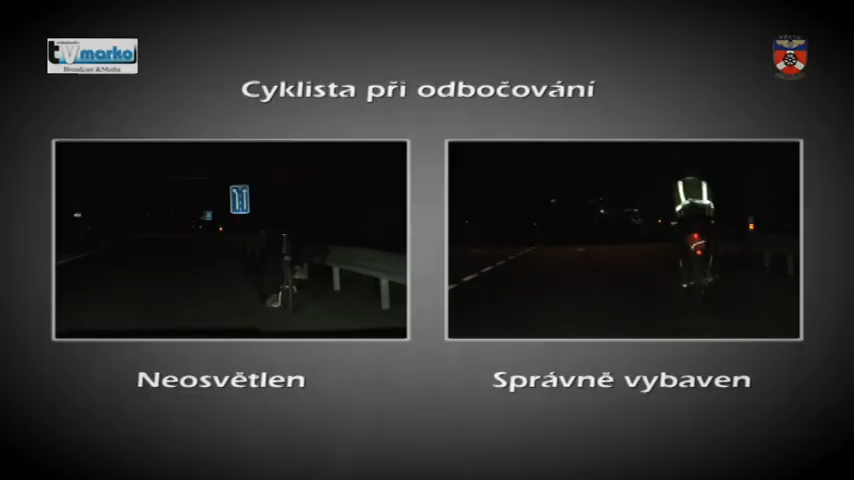 tvmarko
Broadcast & Media
Cyklista při odbočování
Neosvětlen
Správně vybaven